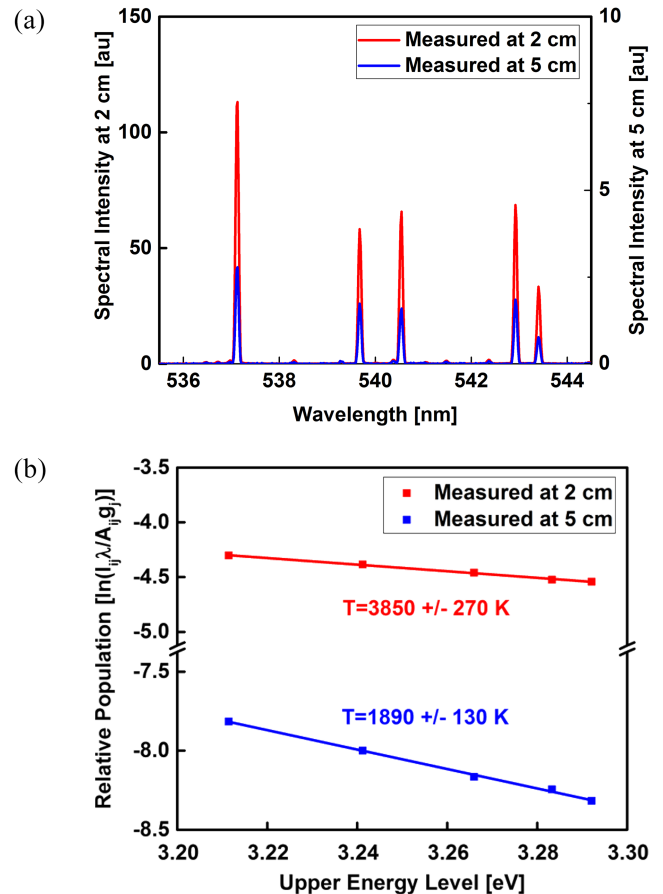 (a)
Spectral Intensity at 2 cm [au]
150
100
50
0
Measured at 2 cm
Measured at 5 cm
10
5
0
Spectral Intensity at 5 cm [au]
536 538 540 542 544
Wavelength [nm]
(b)
Relative Population [ln(I_ijλ/A_ijg_j)]
-3.5
-4.0
-4.5
-5.0
-7.5
-8.0
-8.5
Measured at 2 cm
Measured at 5 cm
T=3850 +/- 270 K
T=1890 +/- 130 K
3.20 3.22 3.24 3.26 3.28 3.30
Upper Energy Level [eV]